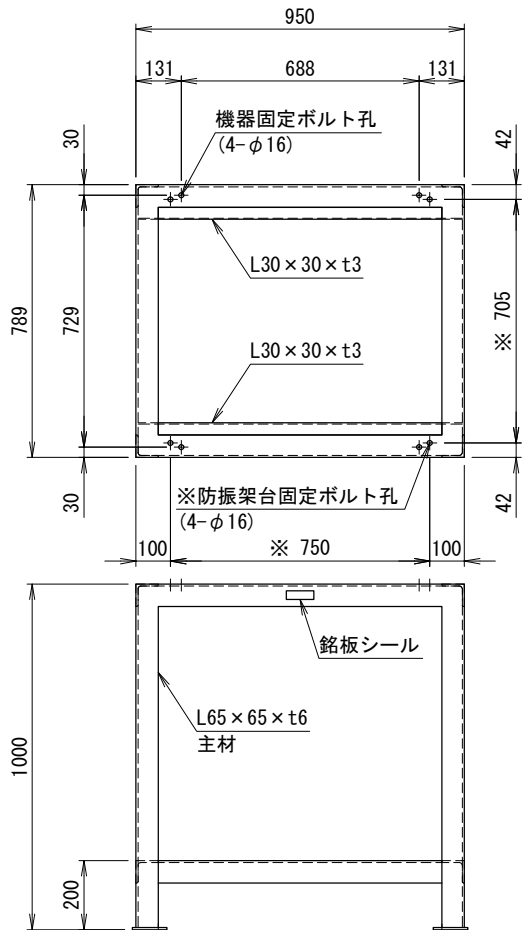 950
131
688
131
機器固定ボルト孔
(4-φ16)
30
42
L30×30×t3
789
729
※ 705
L30×30×t3
※防振架台固定ボルト孔
(4-φ16)
30
42
100
※ 750
100
銘板シール
L65×65×t6
主材
1000
200